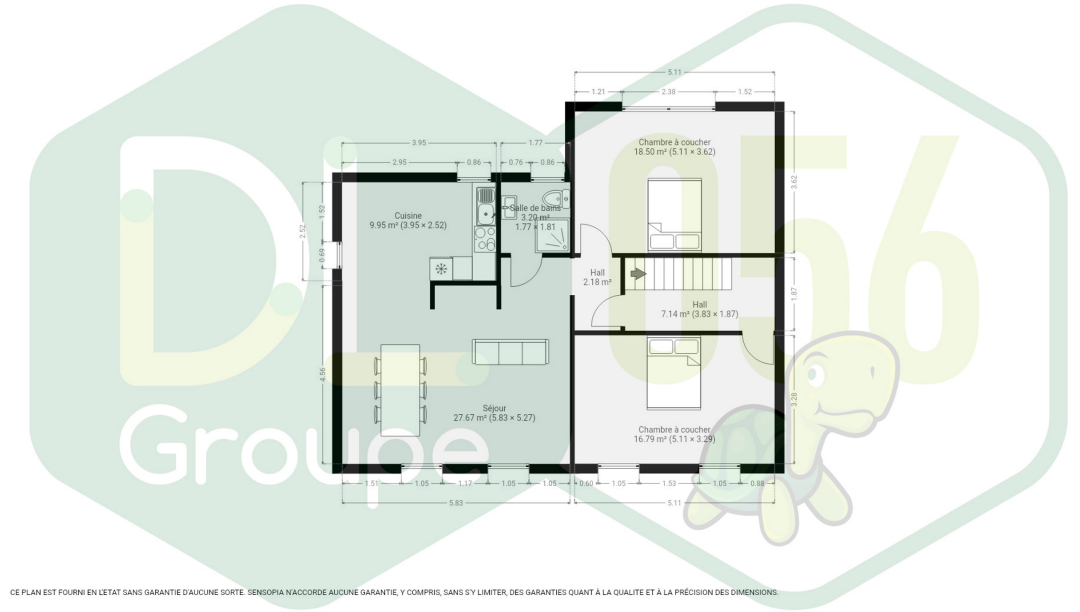 5.11
1.21
2.38
1.52
3.95
1.77
2.95
0.86
0.76
0.86
Chambre à coucher
18.50 m² (5.11 × 3.62)
3.62
1.52
2.52
0.69
Cuisine
9.95 m² (3.95 × 2.52)
Salle de bains
3.20 m²
1.77 × 1.81
Hall
2.18 m²
Hall
7.14 m² (3.83 × 1.87)
1.87
4.56
Séjour
27.67 m² (5.83 × 5.27)
Chambre à coucher
16.79 m² (5.11 × 3.29)
3.28
1.51
1.05
1.17
1.05
1.05
0.60
1.05
1.53
1.05
0.88
5.83
5.11
Di
Groupe
056
CE PLAN EST FOURNI EN L'ETAT SANS GARANTIE D'AUCUNE SORTE. SENSOPIA N'ACCORDE AUCUNE GARANTIE, Y COMPRIS, SANS S'Y LIMITER, DES GARANTIES QUANT À LA QUALITE ET À LA PRÉCISION DES DIMENSIONS.